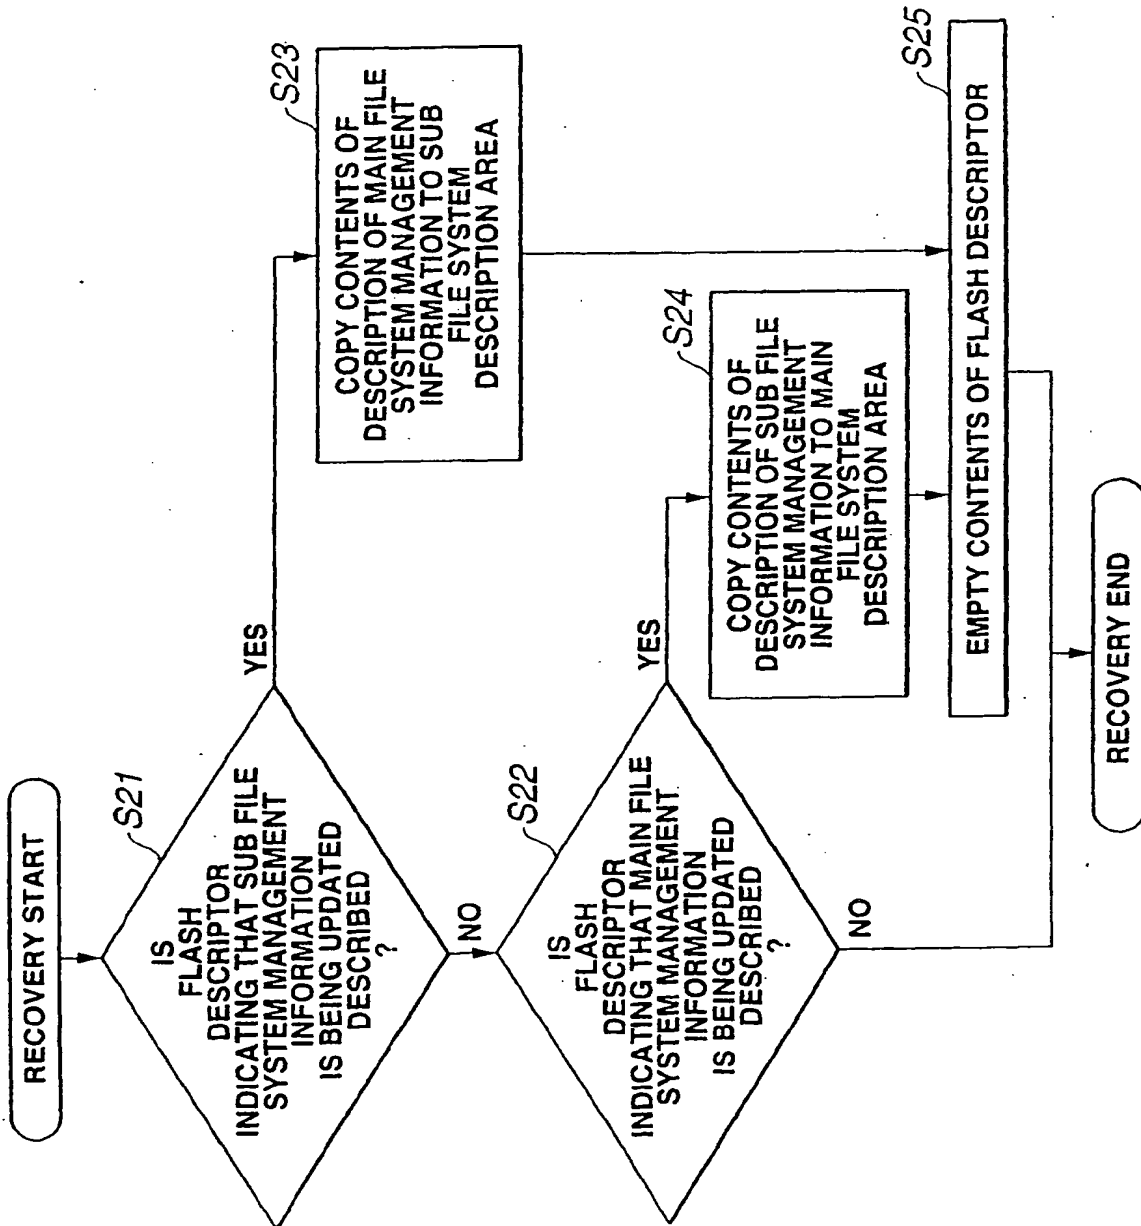 RECOVERY START
S21
IS
FLASH
DESCRIPTOR
INDICATING THAT SUB FILE
SYSTEM MANAGEMENT
INFORMATION
IS BEING UPDATED
DESCRIBED
?
YES
NO
S23
COPY CONTENTS OF
DESCRIPTION OF MAIN FILE
SYSTEM MANAGEMENT
INFORMATION TO SUB
FILE SYSTEM
DESCRIPTION AREA
S22
IS
FLASH
DESCRIPTOR
INDICATING THAT MAIN FILE
SYSTEM MANAGEMENT
INFORMATION
IS BEING UPDATED
DESCRIBED
?
YES
NO
S24
COPY CONTENTS OF
DESCRIPTION OF SUB FILE
SYSTEM MANAGEMENT
INFORMATION TO MAIN
FILE SYSTEM
DESCRIPTION AREA
S25
EMPTY CONTENTS OF FLASH DESCRIPTOR
RECOVERY END